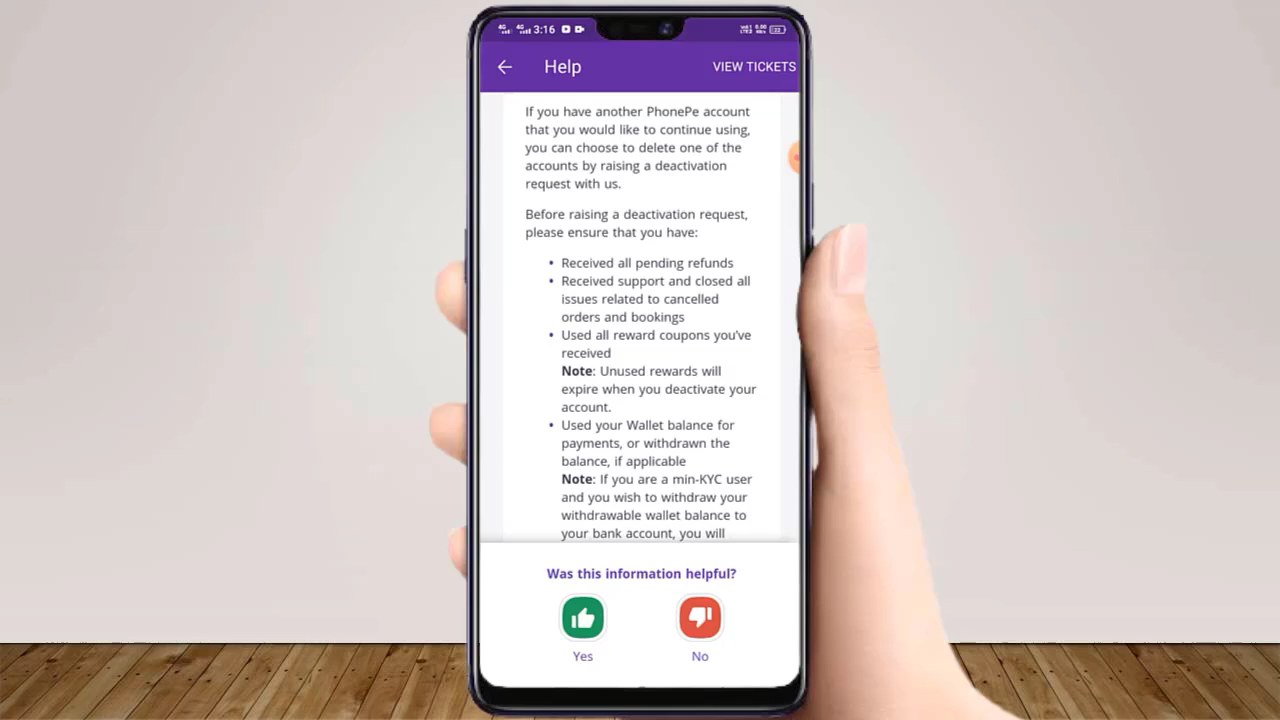 3:16
Help
VIEW TICKETS
If you have another PhonePe account
that you would like to continue using,
you can choose to delete one of the
accounts by raising a deactivation
request with us.
Before raising a deactivation request,
please ensure that you have:
• Received all pending refunds
• Received support and closed all
issues related to cancelled
orders and bookings
• Used all reward coupons you've
received
Note: Unused rewards will
expire when you deactivate your
account.
• Used your Wallet balance for
payments, or withdrawn the
balance, if applicable
Note: If you are a min-KYC user
and you wish to withdraw your
withdrawable wallet balance to
your bank account, you will
Was this information helpful?
Yes
No